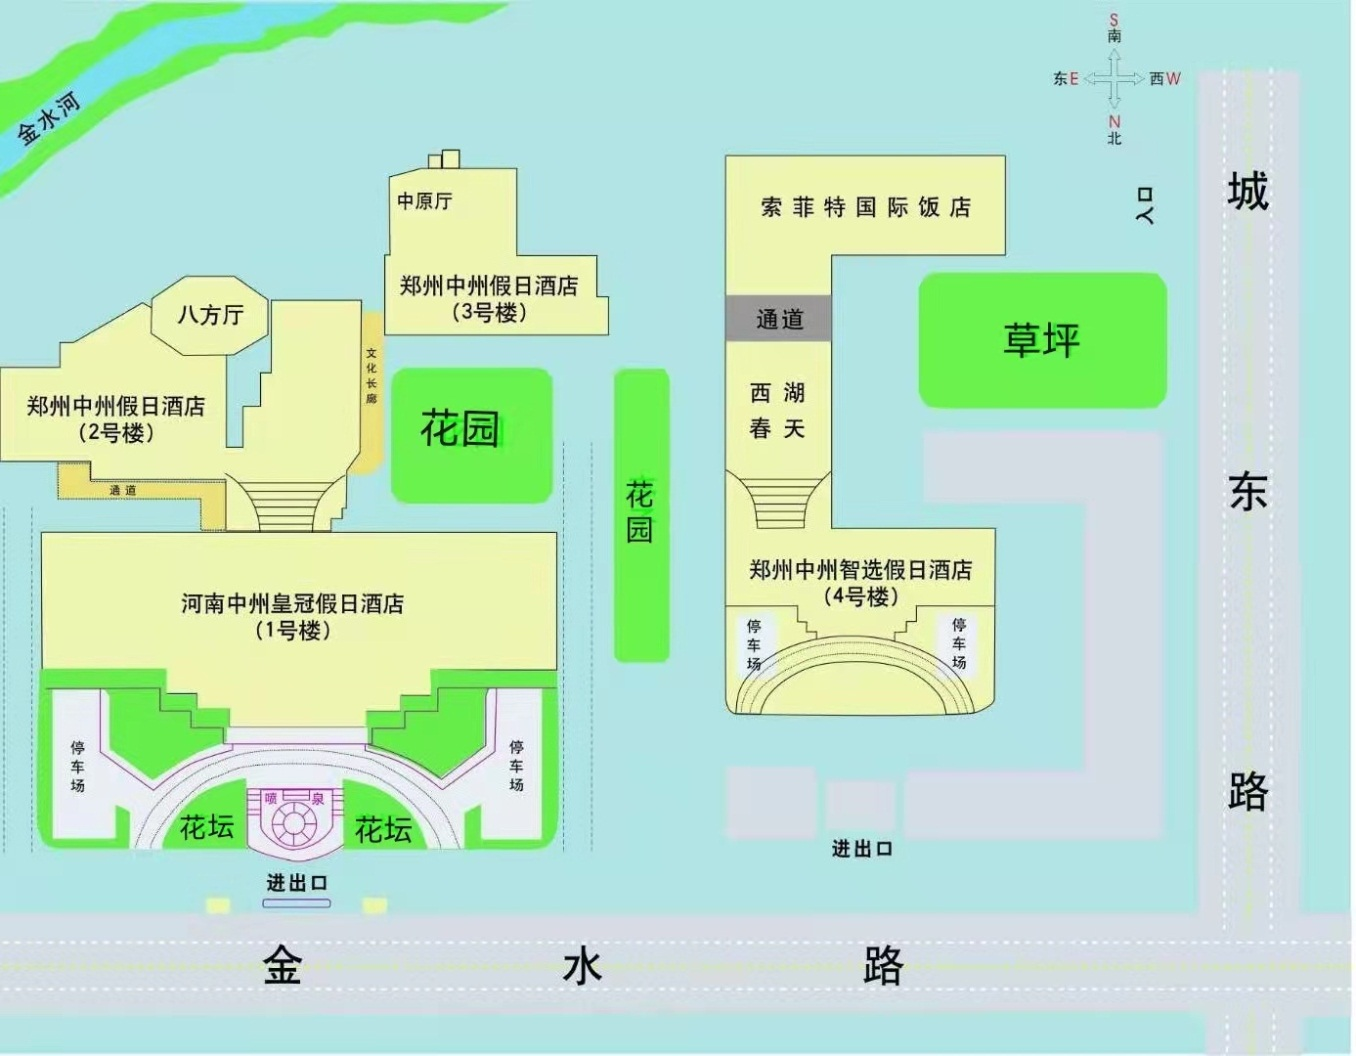 S
南
东E 西W
N
北
金水河
中原厅
索菲特国际饭店
入口
城
东
路
郑州中州假日酒店
（3号楼）
八方厅
通道
草坪
文化长廊
西湖
春天
郑州中州假日酒店
（2号楼）
花园
通道
花园
郑州中州智选假日酒店
（4号楼）
河南中州皇冠假日酒店
（1号楼）
停车场
停车场
停车场
停车场
喷泉
花坛
花坛
进出口
进出口
金水路